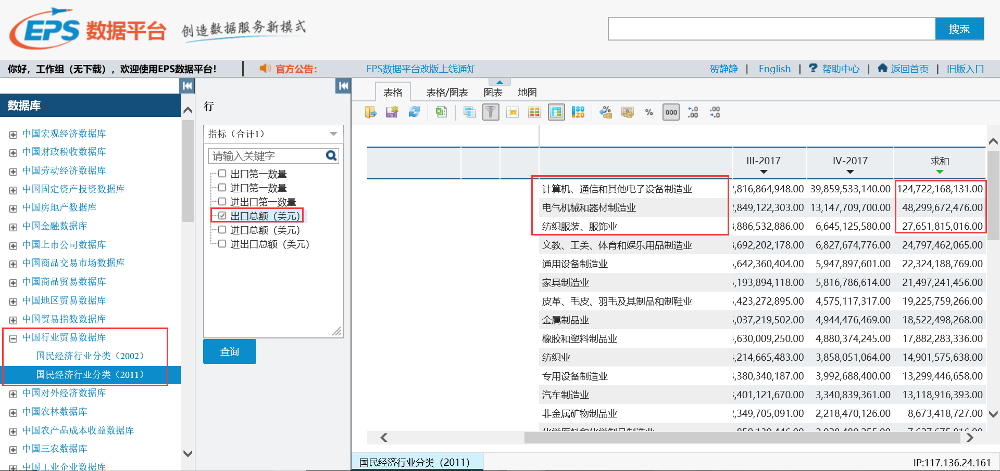 EPS 数据平台 创造数据服务新模式
搜索
你好，工作组（无下载），欢迎使用EPS数据平台！ 官方公告： EPS数据平台改版上线通知 贺静静 | English | 帮助中心 | 返回首页 | 旧版入口
数据库
中国宏观经济数据库
中国财政税收数据库
中国劳动经济数据库
中国固定资产投资数据库
中国房地产数据库
中国金融数据库
中国上市公司数据库
中国商品交易市场数据库
中国商品贸易数据库
中国地区贸易数据库
中国贸易指数数据库
中国行业贸易数据库
国民经济行业分类（2002）
国民经济行业分类（2011）
中国对外经济数据库
中国农林数据库
中国农产品成本收益数据库
中国三农数据库
中国工业企业数据库
行
指标（合计1）
请输入关键字
出口第一数量
进口第一数量
进出口第一数量
出口总额（美元）
进口总额（美元）
进出口总额（美元）
查询
表格 表格/图表 图表 地图
III-2017 IV-2017 求和
计算机、通信和其他电子设备制造业 2,816,864,948.00 39,859,533,140.00 124,722,168,131.00
电气机械和器材制造业 2,849,122,303.00 13,147,709,700.00 48,299,672,476.00
纺织服装、服饰业 ,886,532,886.00 6,645,125,580.00 27,651,815,016.00
文教、工美、体育和娱乐用品制造业 ,692,202,178.00 6,827,674,776.00 24,797,462,065.00
通用设备制造业 ,642,360,404.00 5,947,897,601.00 22,324,188,769.00
家具制造业 ,193,894,118.00 5,816,786,614.00 21,497,241,456.00
皮革、毛皮、羽毛及其制品和制鞋业 ,423,272,895.00 4,575,117,317.00 19,225,759,266.00
金属制品业 ,037,219,502.00 4,944,476,469.00 18,522,498,268.00
橡胶和塑料制品业 ,630,009,250.00 4,880,374,245.00 17,882,283,336.00
纺织业 ,214,665,483.00 3,858,051,064.00 14,901,575,638.00
专用设备制造业 ,380,340,187.00 3,992,688,400.00 13,299,446,658.00
汽车制造业 ,401,121,670.00 3,340,839,361.00 13,118,916,393.00
非金属矿物制品业 ,349,705,091.00 2,218,470,126.00 8,673,418,727.00
化学原料和化学制品制造业
国民经济行业分类（2011）
IP:117.136.24.161